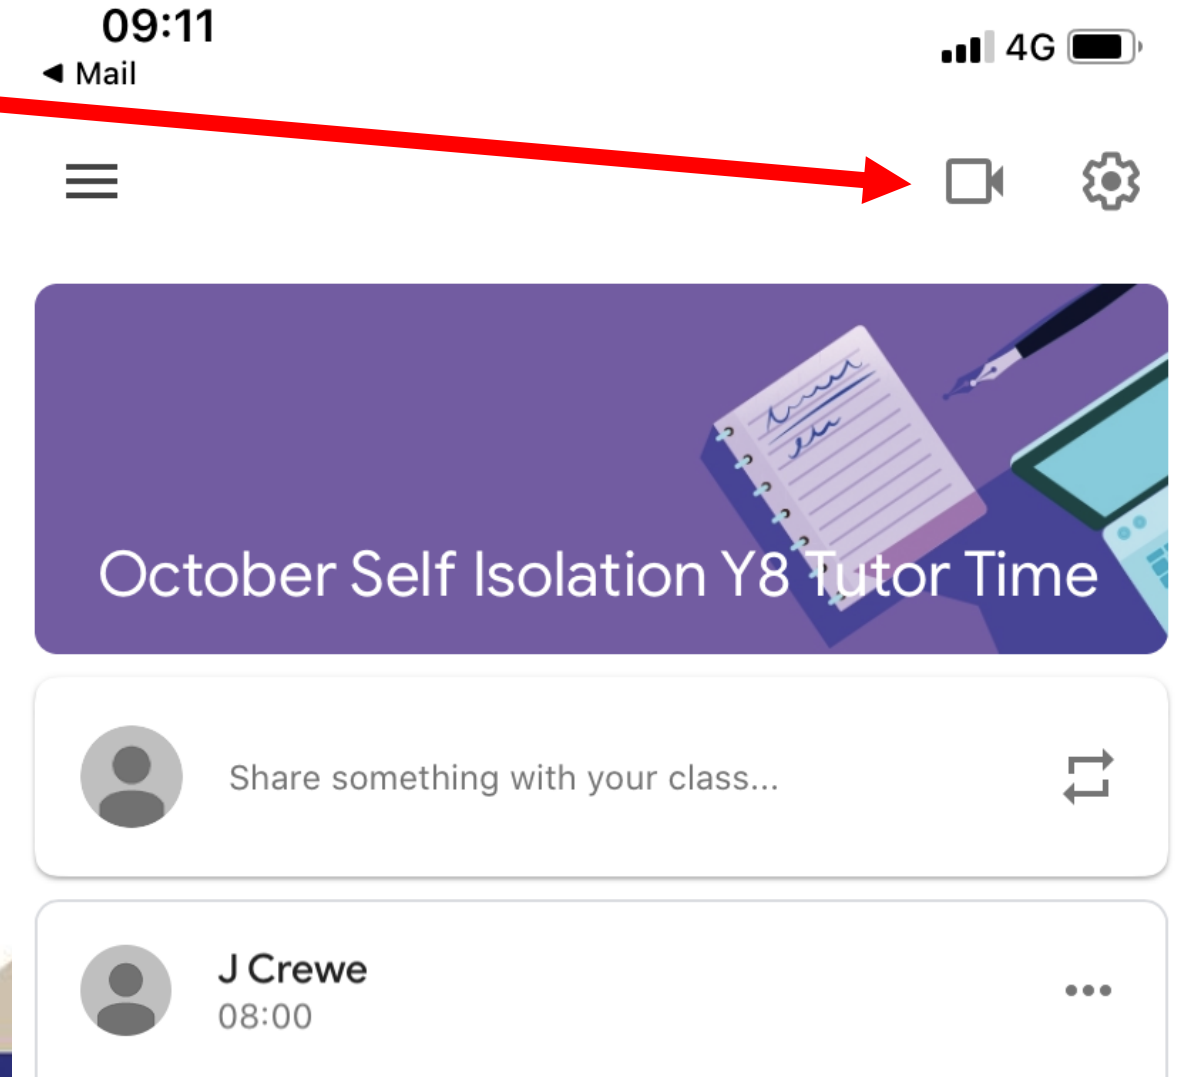 09:11
4G
◀ Mail
October Self Isolation Y8 Tutor Time
Share something with your class...
J Crewe
08:00